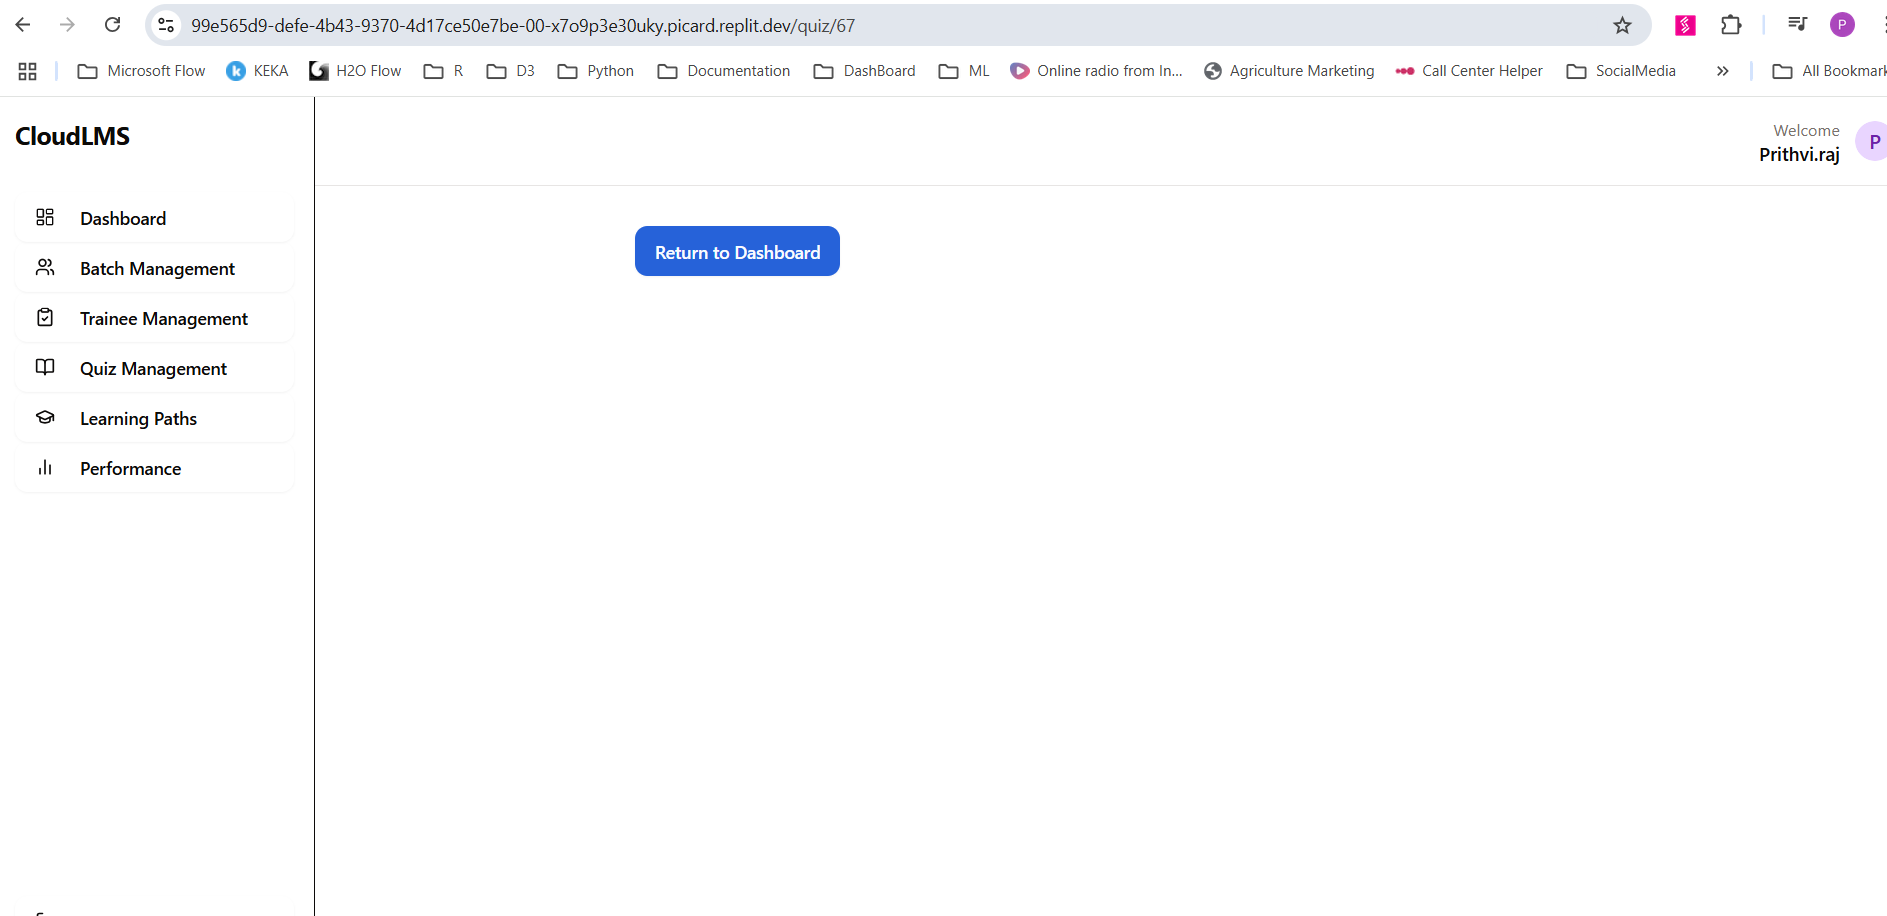 99e565d9-defe-4b43-9370-4d17ce50e7be-00-x7o9p3e30uky.picard.replit.dev/quiz/67
P
Microsoft Flow KEKA H2O Flow R D3 Python Documentation DashBoard ML Online radio from In... Agriculture Marketing Call Center Helper SocialMedia » All Bookmark
CloudLMS
Welcome
Prithvi.raj
P
Dashboard
Batch Management
Trainee Management
Quiz Management
Learning Paths
Performance
Return to Dashboard